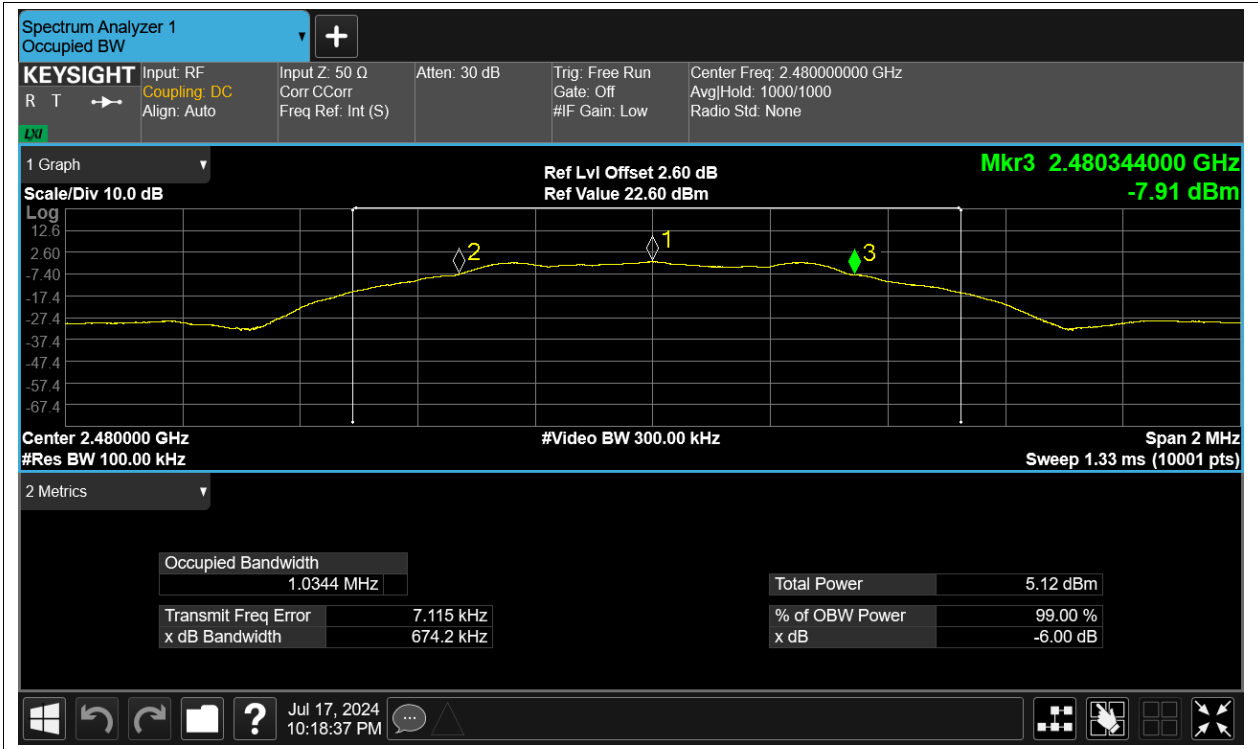 Spectrum Analyzer 1
Occupied BW
KEYSIGHT
R T
LXI
Input: RF
Coupling: DC
Align: Auto
Input Z: 50 Ω
Corr CCorr
Freq Ref: Int (S)
Atten: 30 dB
Trig: Free Run
Gate: Off
#IF Gain: Low
Center Freq: 2.480000000 GHz
Avg|Hold: 1000/1000
Radio Std: None
1 Graph
Scale/Div 10.0 dB
Ref Lvl Offset 2.60 dB
Ref Value 22.60 dBm
Mkr3 2.480344000 GHz
-7.91 dBm
Log
12.6
2.60
-7.40
-17.4
-27.4
-37.4
-47.4
-57.4
-67.4
2
1
3
Center 2.480000 GHz
#Res BW 100.00 kHz
#Video BW 300.00 kHz
Span 2 MHz
Sweep 1.33 ms (10001 pts)
2 Metrics
Occupied Bandwidth
1.0344 MHz
Transmit Freq Error 7.115 kHz
x dB Bandwidth 674.2 kHz
Total Power 5.12 dBm
% of OBW Power 99.00 %
x dB -6.00 dB
?
Jul 17, 2024
10:18:37 PM